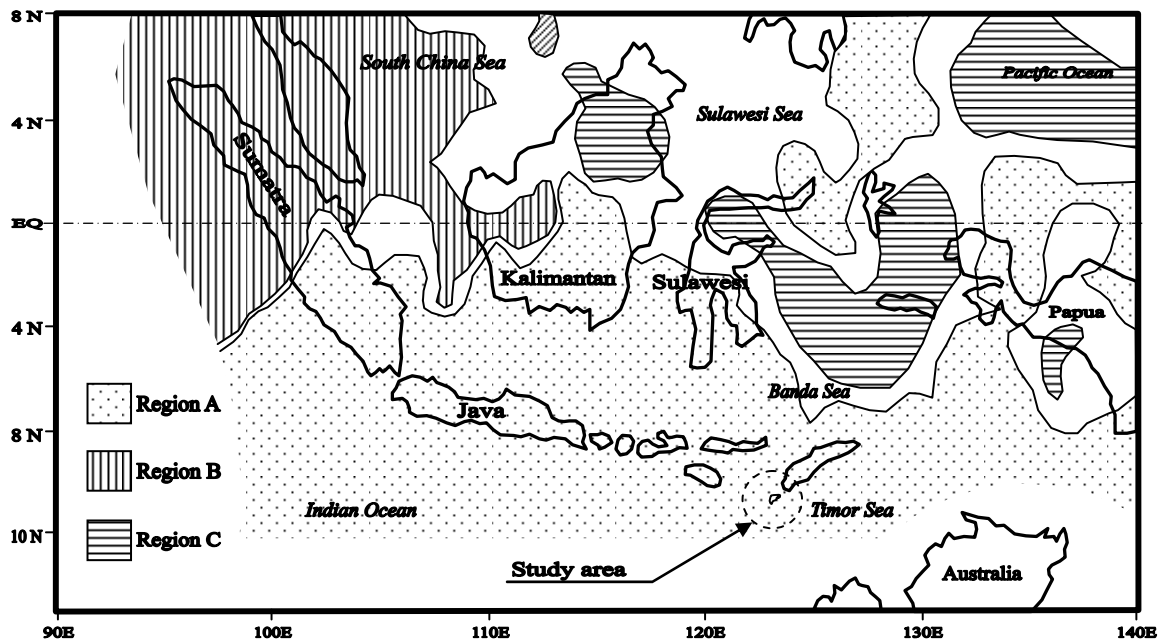 8 N
South China Sea
Pacific Ocean
4 N
Sulawesi Sea
Sumatra
EQ
Kalimantan
Sulawesi
Papua
4 N
Banda Sea
Region A
Java
8 N
Region B
Indian Ocean
Timor Sea
10 N
Region C
Study area
Australia
90E
100E
110E
120E
130E
140E